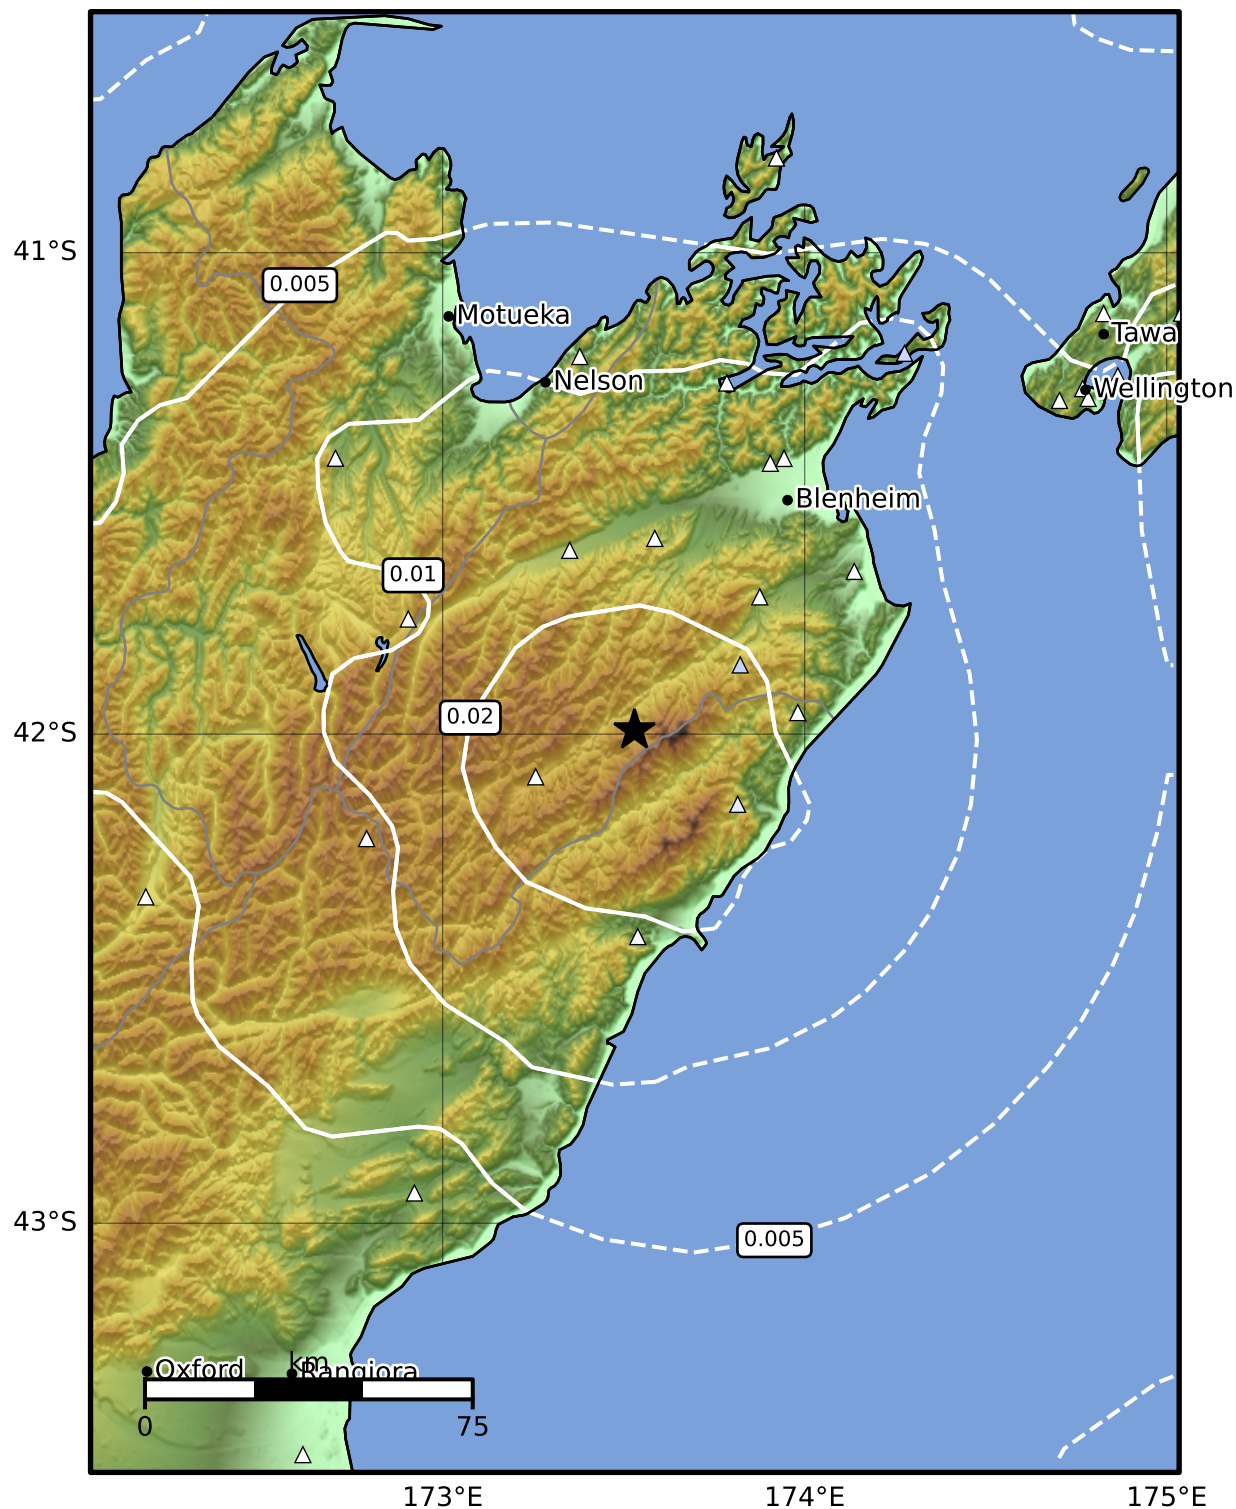 41°S
0.005
Motueka
Tawa
Nelson
Wellington
Blenheim
0.01
0.02
42°S
43°S
0.005
km
Oxford
Rangiora
0
75
173°E
174°E
175°E